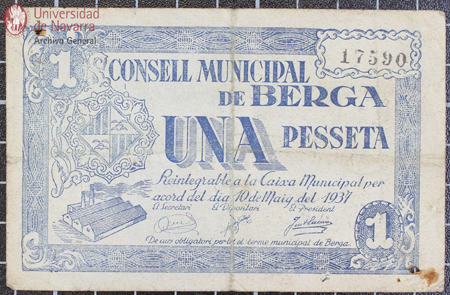 Universidad
de Navarra
Archivo General
17590
1
CONSELL MUNICIPAL
DE BERGA
UNA PESSETA
Reintegrable a la Caixa Municipal per
acord del dia 10 de Maig del 1937
El Secretari El Dipositari El President
De curs obligatori per tot el terme municipal de Berga.
1